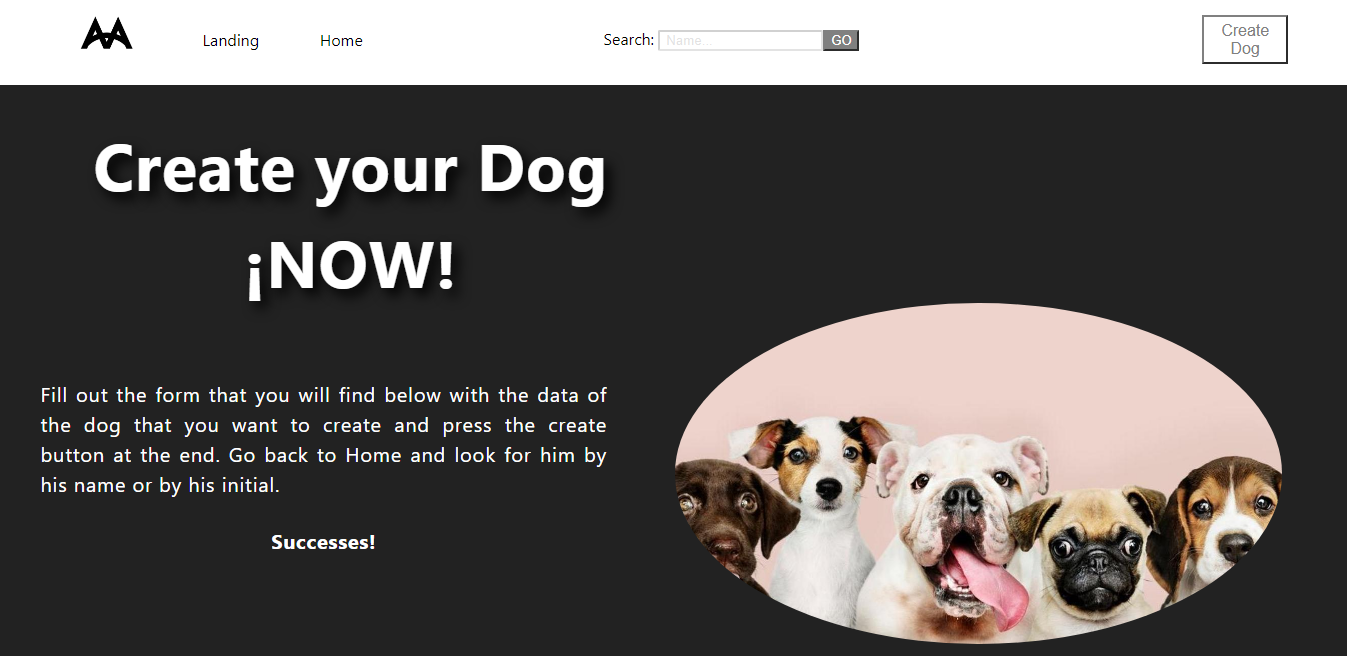 Landing
Home
Search:
Name...
GO
Create
Dog
Create your Dog
¡NOW!
Fill out the form that you will find below with the data of
the dog that you want to create and press the create
button at the end. Go back to Home and look for him by
his name or by his initial.
Successes!